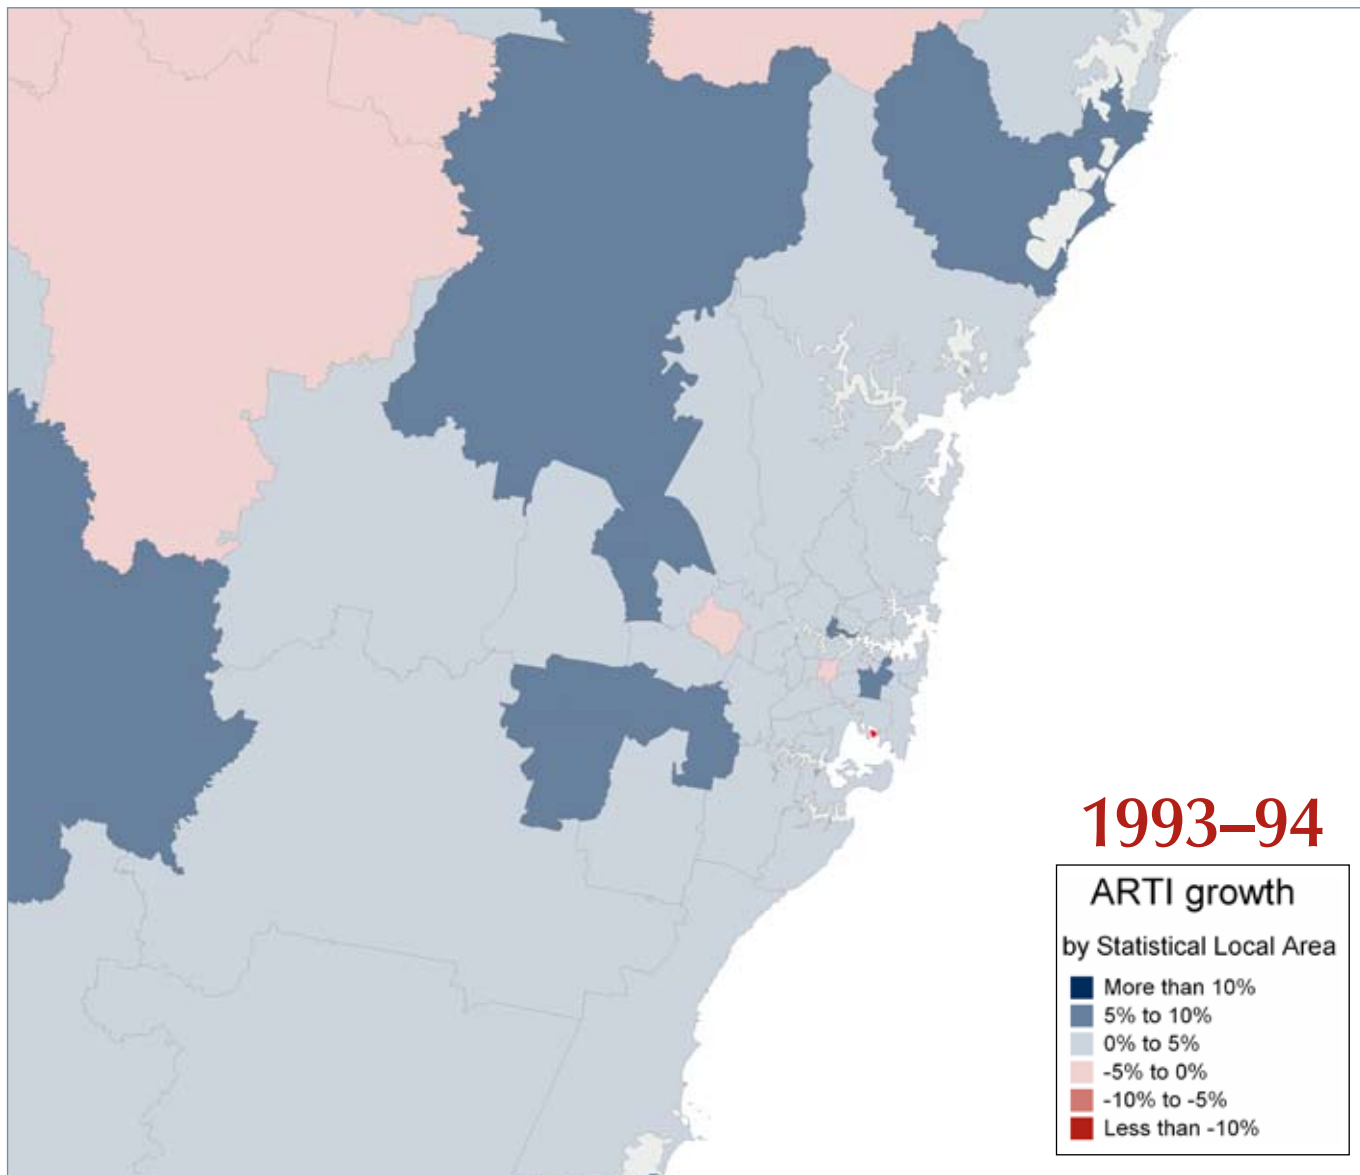 1993–94
ARTI growth
by Statistical Local Area
More than 10%
5% to 10%
0% to 5%
-5% to 0%
-10% to -5%
Less than -10%